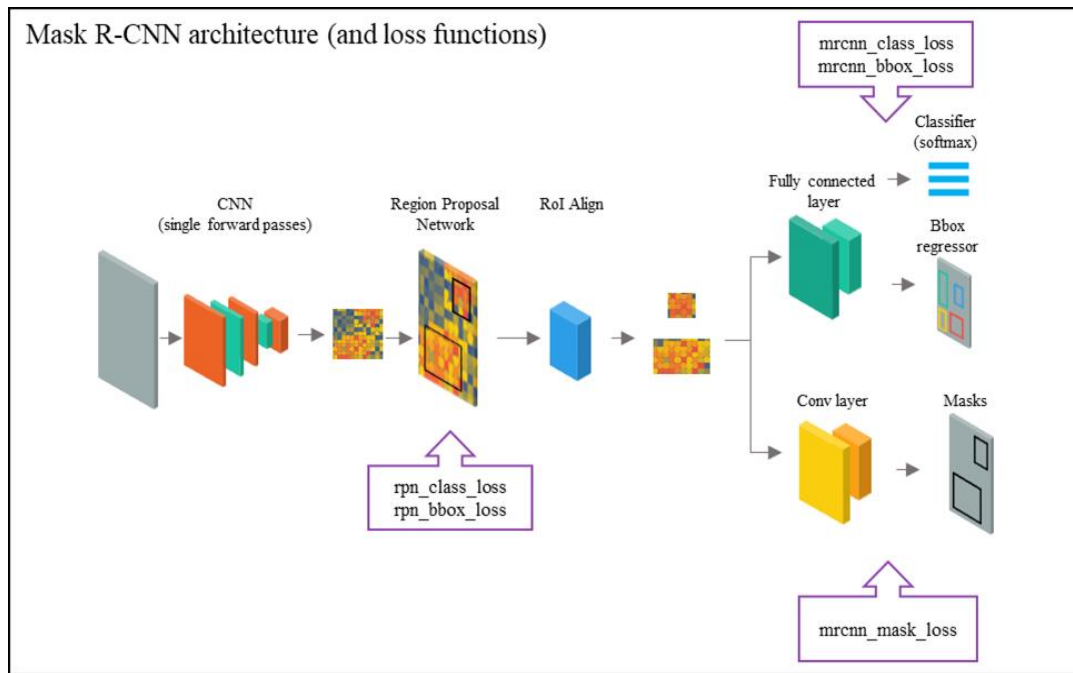 Mask R-CNN architecture (and loss functions)
mrcnn_class_loss
mrcnn_bbox_loss
Classifier
(softmax)
Fully connected
layer
Bbox
regressor
CNN
(single forward passes)
Region Proposal
Network
RoI Align
Conv layer
Masks
rpn_class_loss
rpn_bbox_loss
mrcnn_mask_loss